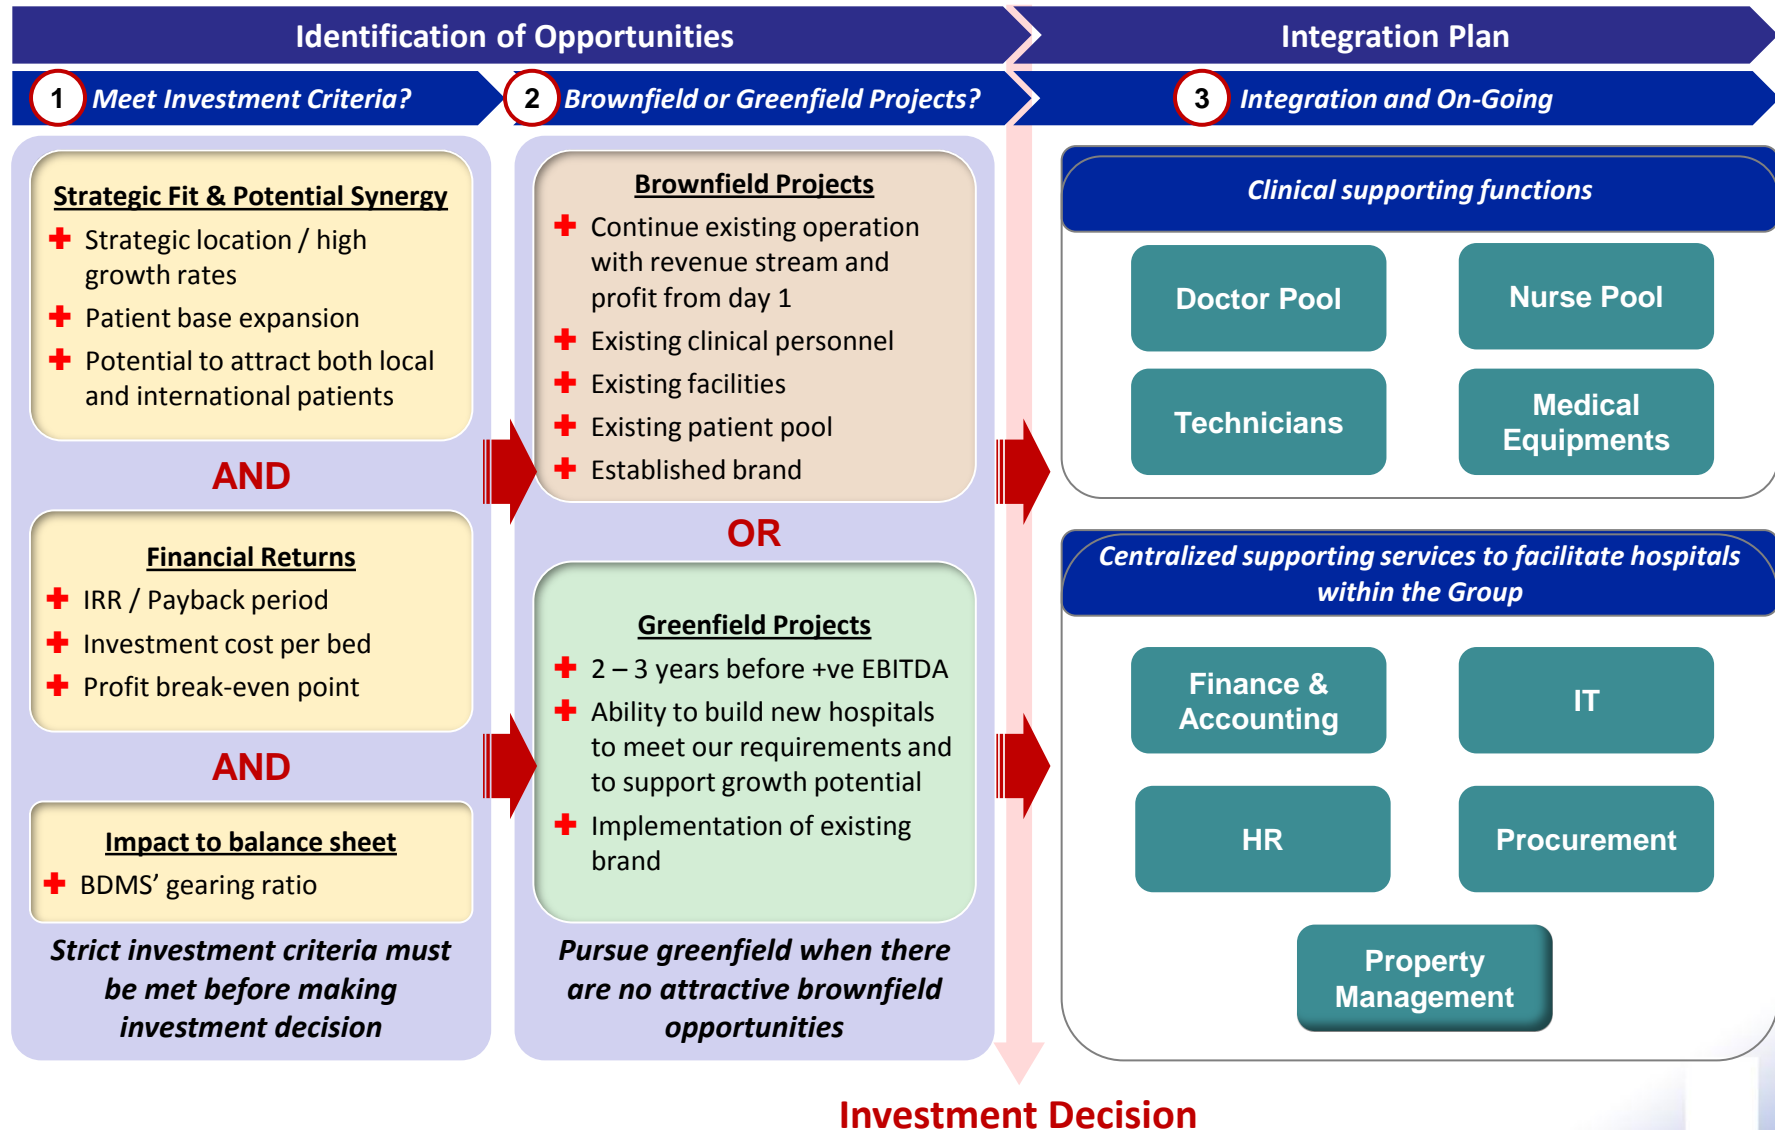 Identification of Opportunities
Integration Plan
1 Meet Investment Criteria?
2 Brownfield or Greenfield Projects?
3 Integration and On-Going
Strategic Fit & Potential Synergy
Strategic location / high
growth rates
Patient base expansion
Potential to attract both local
and international patients
AND
Financial Returns
IRR / Payback period
Investment cost per bed
Profit break-even point
AND
Impact to balance sheet
BDMS’ gearing ratio
Strict investment criteria must
be met before making
investment decision
Brownfield Projects
Continue existing operation
with revenue stream and
profit from day 1
Existing clinical personnel
Existing facilities
Existing patient pool
Established brand
OR
Greenfield Projects
2 – 3 years before +ve EBITDA
Ability to build new hospitals
to meet our requirements and
to support growth potential
Implementation of existing
brand
Pursue greenfield when there
are no attractive brownfield
opportunities
Clinical supporting functions
Doctor Pool
Nurse Pool
Technicians
Medical
Equipments
Centralized supporting services to facilitate hospitals
within the Group
Finance &
Accounting
IT
HR
Procurement
Property
Management
Investment Decision